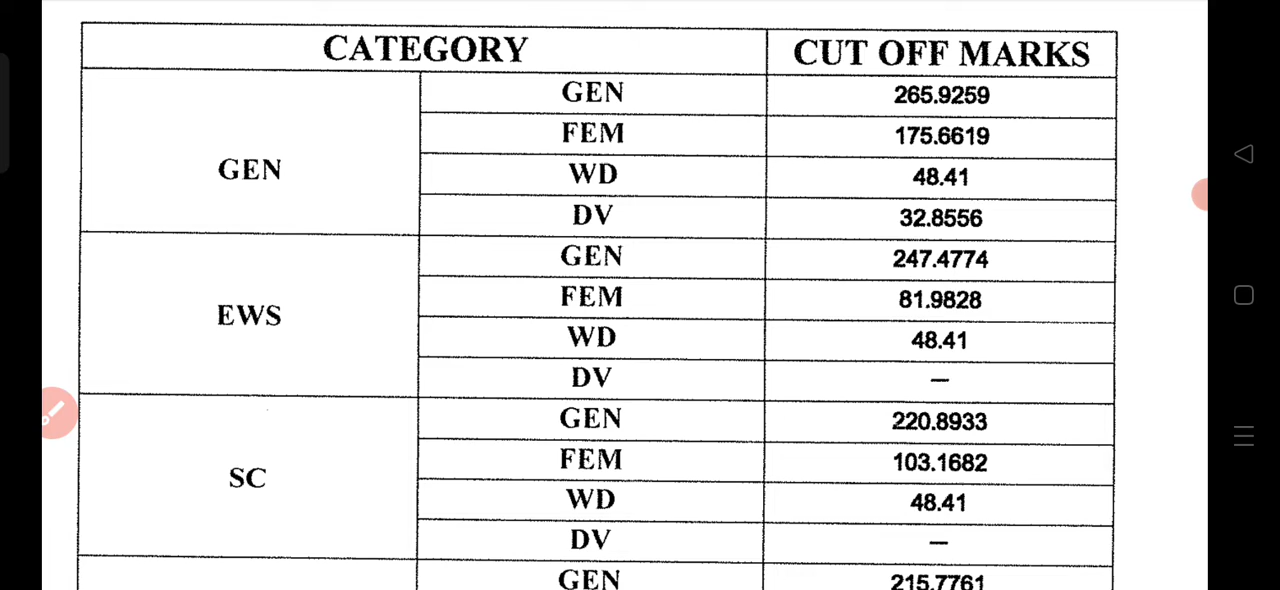 CATEGORY CUT OFF MARKS
GEN
GEN 265.9259
FEM 175.6619
WD 48.41
DV 32.8556
EWS
GEN 247.4774
FEM 81.9828
WD 48.41
DV —
SC
GEN 220.8933
FEM 103.1682
WD 48.41
DV —
GEN 215.7761